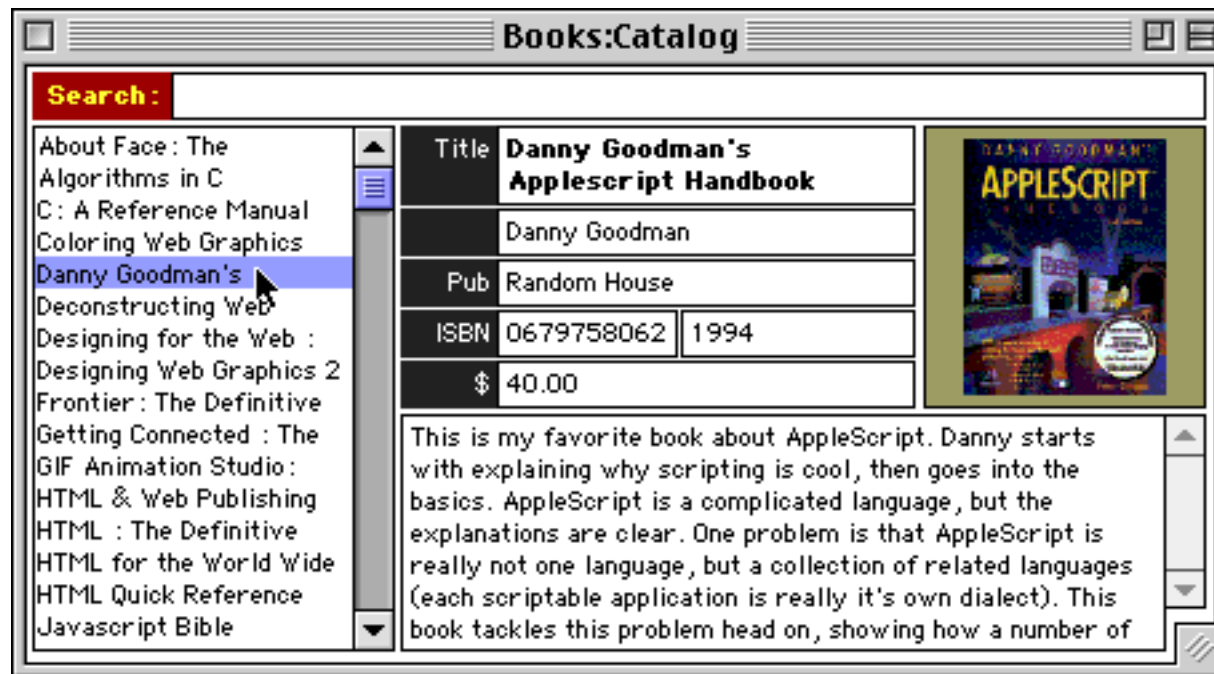 Books:Catalog
Search:
About Face: The
Algorithms in C
C: A Reference Manual
Coloring Web Graphics
Danny Goodman's
Deconstructing Web
Designing for the Web :
Designing Web Graphics 2
Frontier: The Definitive
Getting Connected : The
GIF Animation Studio:
HTML & Web Publishing
HTML : The Definitive
HTML for the World Wide
HTML Quick Reference
Javascript Bible
Title Danny Goodman's
Applescript Handbook
Danny Goodman
Pub Random House
ISBN 0679758062 1994
$ 40.00
DANNY GOODMAN'S
APPLESCRIPT
HANDBOOK
This is my favorite book about AppleScript. Danny starts
with explaining why scripting is cool, then goes into the
basics. AppleScript is a complicated language, but the
explanations are clear. One problem is that AppleScript is
really not one language, but a collection of related languages
(each scriptable application is really it's own dialect). This
book tackles this problem head on, showing how a number of